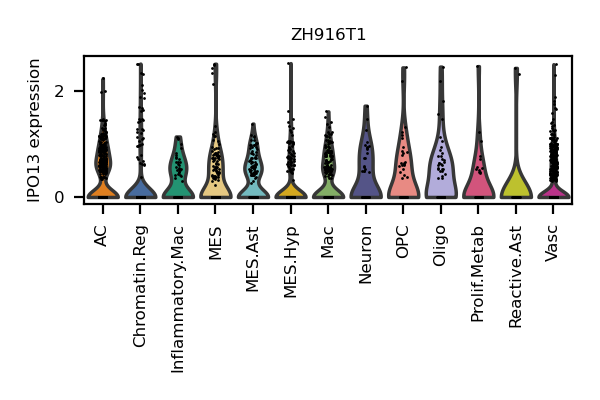 ZH916T1
IPO13 expression
2
0
AC
Chromatin.Reg
Inflammatory.Mac
MES
MES.Ast
MES.Hyp
Mac
Neuron
OPC
Oligo
Prolif.Metab
Reactive.Ast
Vasc